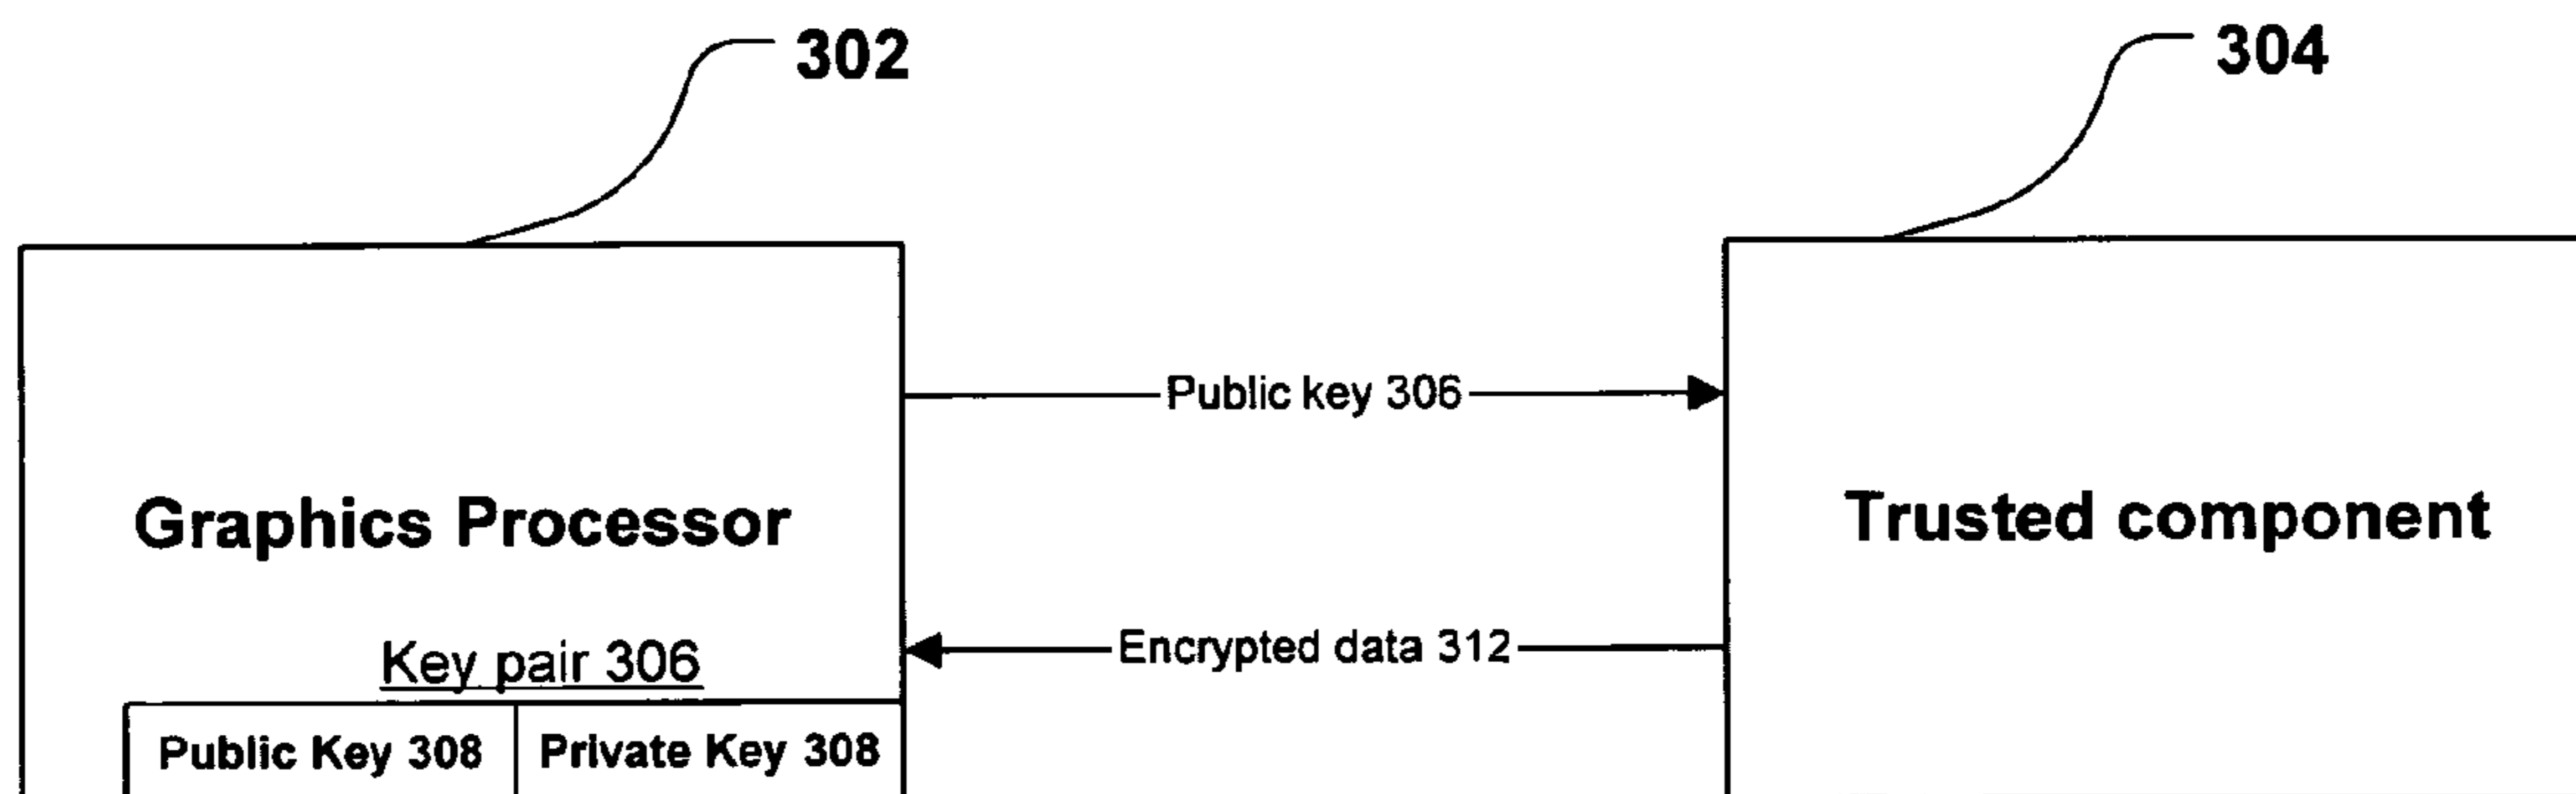 302
304
Public key 306
Graphics Processor
Trusted component
Encrypted data 312
Key pair 306
Public Key 308
Private Key 308